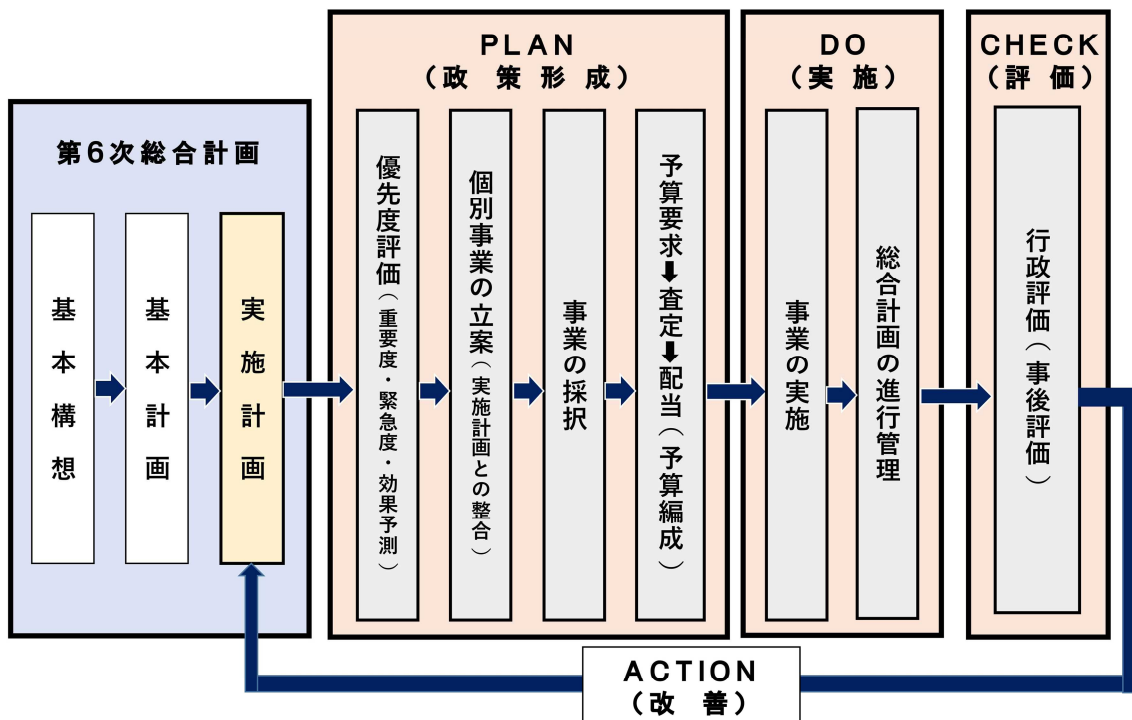 第6次総合計画
基本構想
基本計画
実施計画
PLAN
（政 策 形 成）
優先度評価（重要度・緊急度・効果予測）
個別事業の立案（実施計画との整合）
事業の採択
予算要求➡査定➡配当（予算編成）
DO
（実 施）
事業の実施
総合計画の進行管理
CHECK
（評 価）
行政評価（事後評価）
ACTION
（改 善）